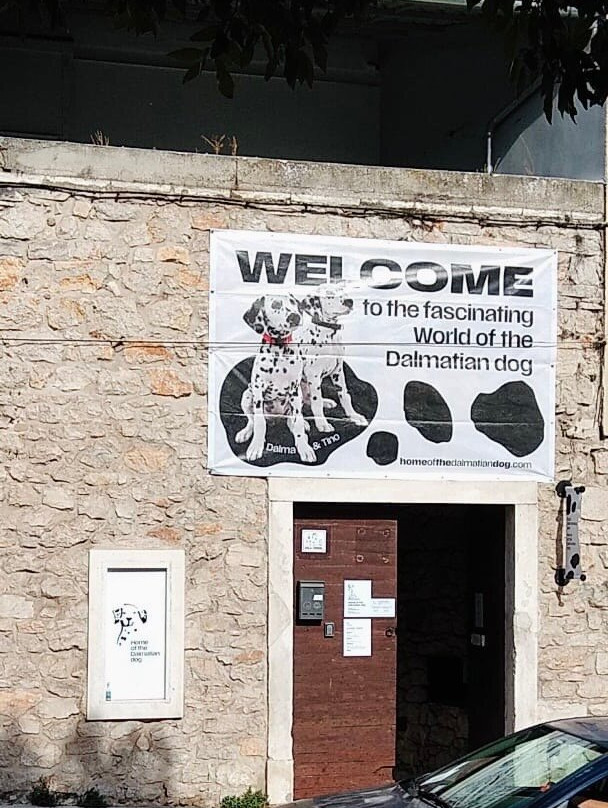 WELCOME
to the fascinating
World of the
Dalmatian dog
Dalma & Tino
homeofthedalmatiandog.com
Home
of the
Dalmatian
dog